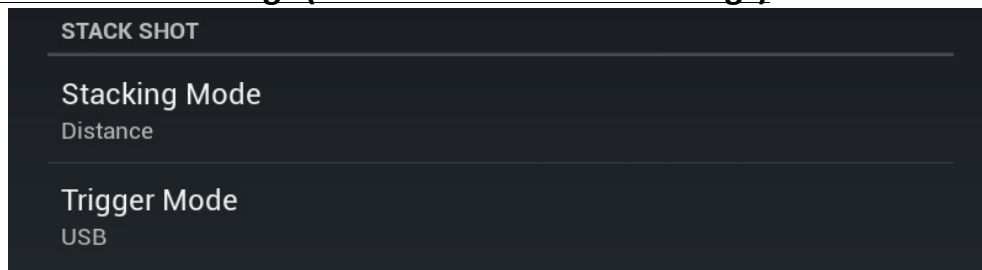 STACK SHOT
Stacking Mode
Distance
Trigger Mode
USB